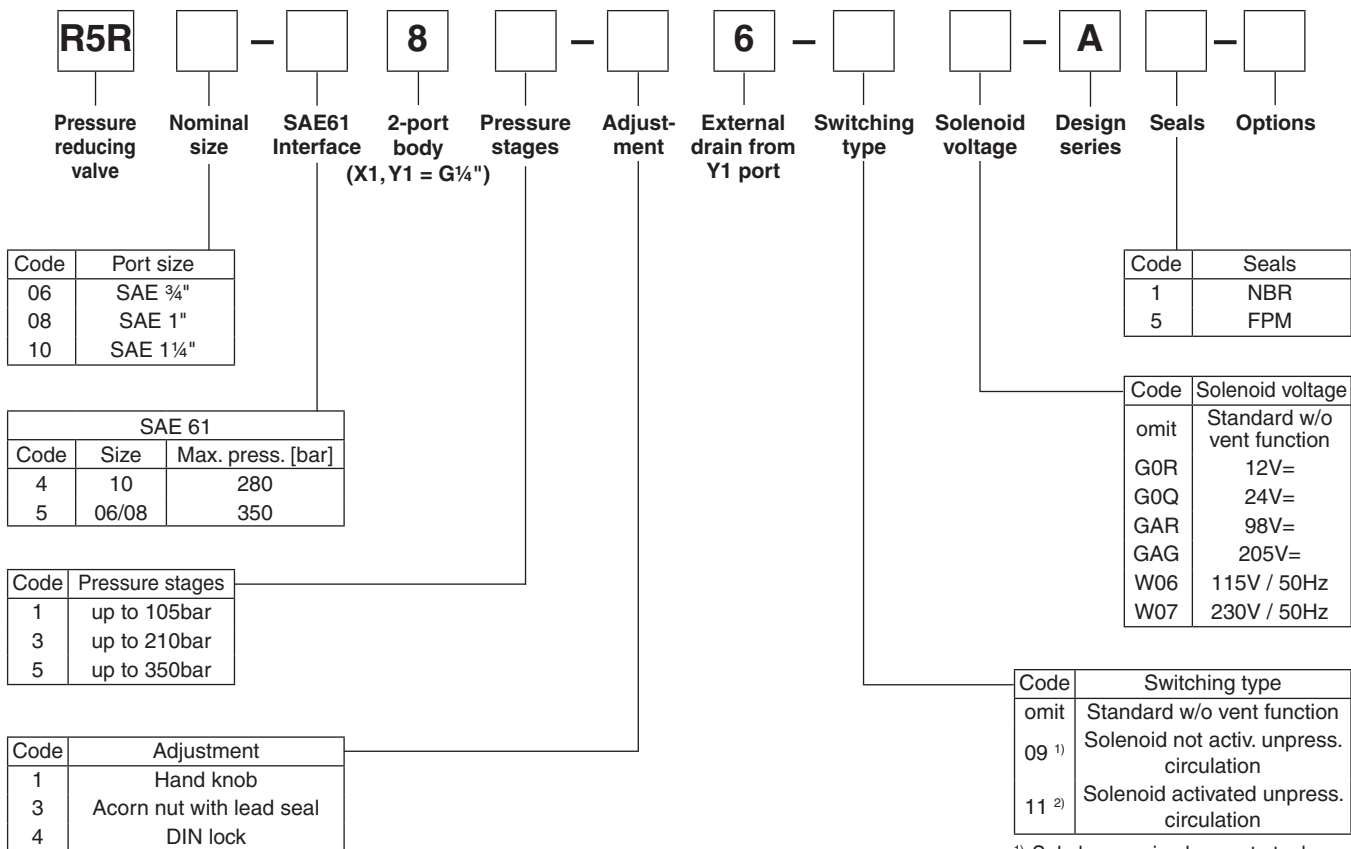 R5R – 8 – 6 – – A –
Pressure reducing valve
Nominal size
SAE61 Interface
2-port body (X1, Y1 = G¼")
Pressure stages
Adjust-ment
External drain from Y1 port
Switching type
Solenoid voltage
Design series
Seals
Options
Code Port size
06 SAE ¾"
08 SAE 1"
10 SAE 1¼"
SAE 61
Code Size Max. press. [bar]
4 10 280
5 06/08 350
Code Pressure stages
1 up to 105bar
3 up to 210bar
5 up to 350bar
Code Adjustment
1 Hand knob
3 Acorn nut with lead seal
4 DIN lock
Code Seals
1 NBR
5 FPM
Code Solenoid voltage
omit Standard w/o vent function
G0R 12V=
G0Q 24V=
GAR 98V=
GAG 205V=
W06 115V / 50Hz
W07 230V / 50Hz
Code Switching type
omit Standard w/o vent function
09 ¹⁾ Solenoid not activ. unpress. circulation
11 ²⁾ Solenoid activated unpress. circulation